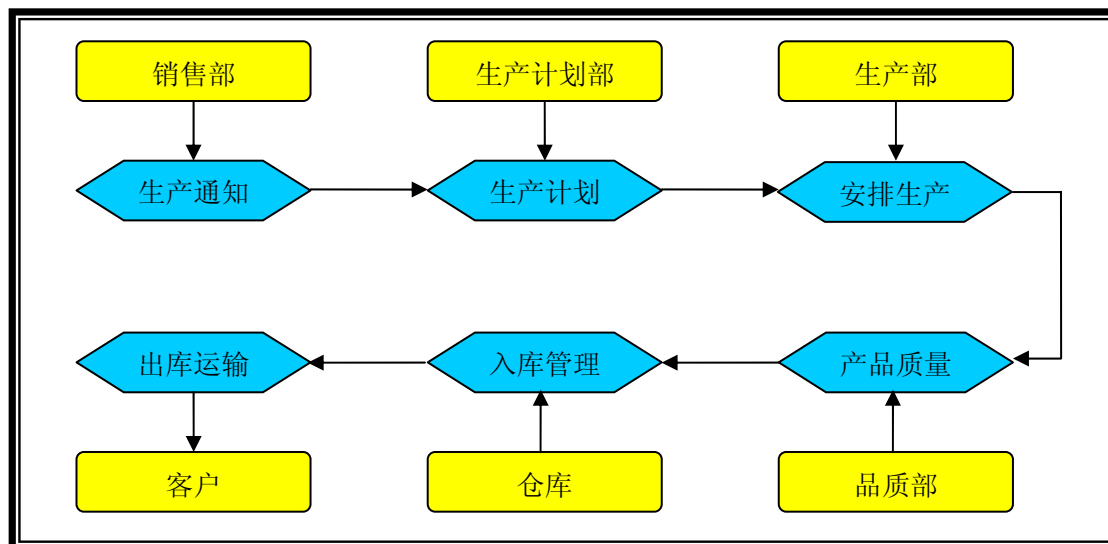 销售部
生产计划部
生产部
生产通知
生产计划
安排生产
出库运输
入库管理
产品质量
客户
仓库
品质部